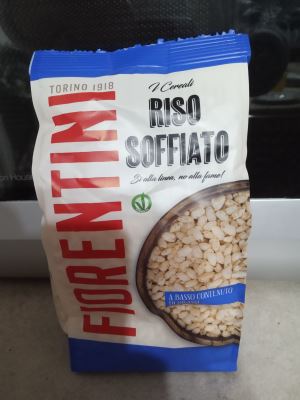 TORINO 1918
FIORENTINI
I Cereali
RISO
SOFFIATO
Sì alla linea, no alla fame!
A BASSO CONTENUTO